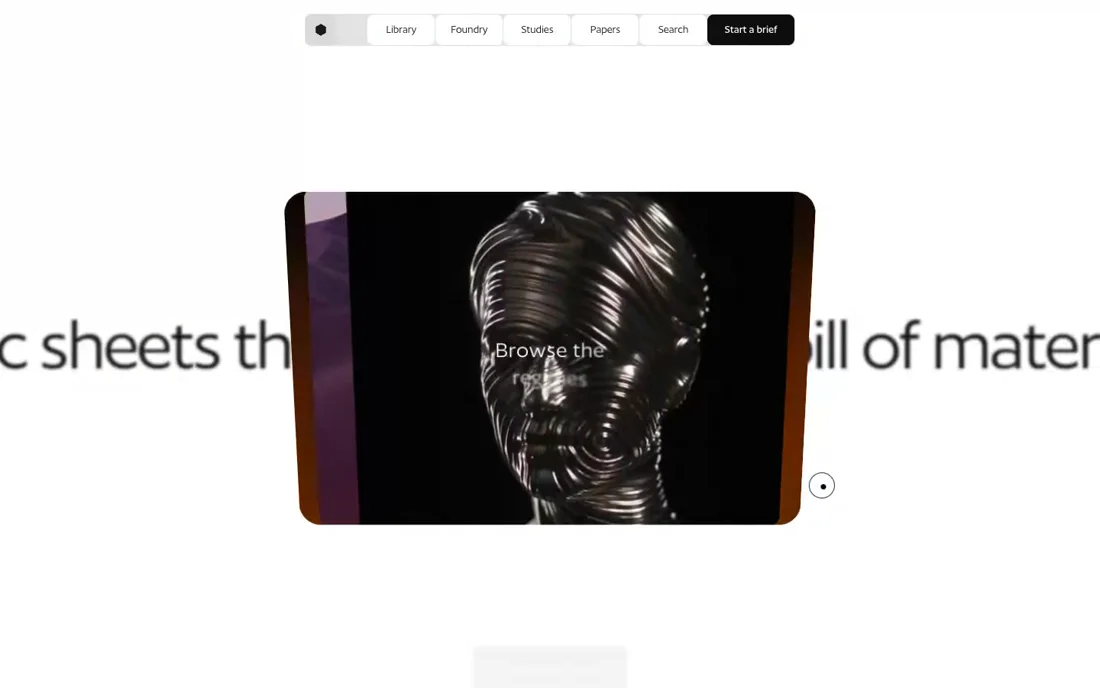 Library
Foundry
Studies
Papers
Search
Start a brief
c sheets th
ill of mater
Browse the